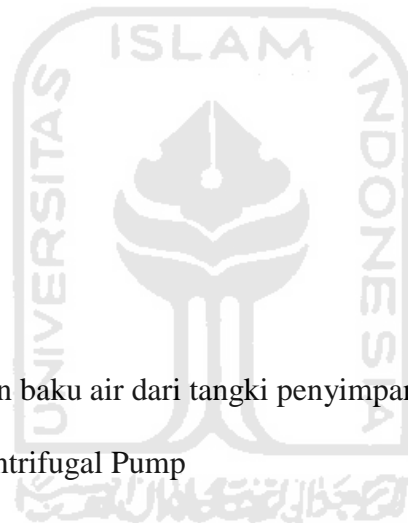 ISLAM
UNIVERSITAS
INDONESIA
n baku air dari tangki penyimpan
ntrifugal Pump